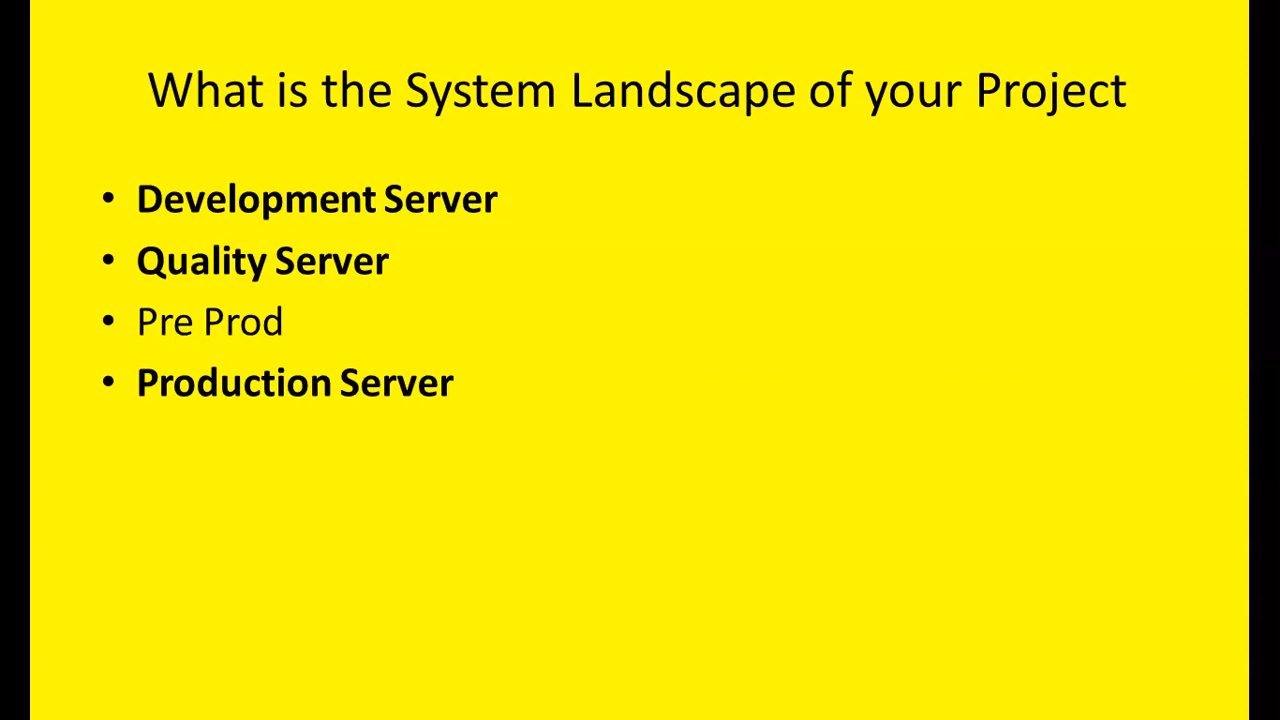 What is the System Landscape of your Project
• Development Server
• Quality Server
• Pre Prod
• Production Server